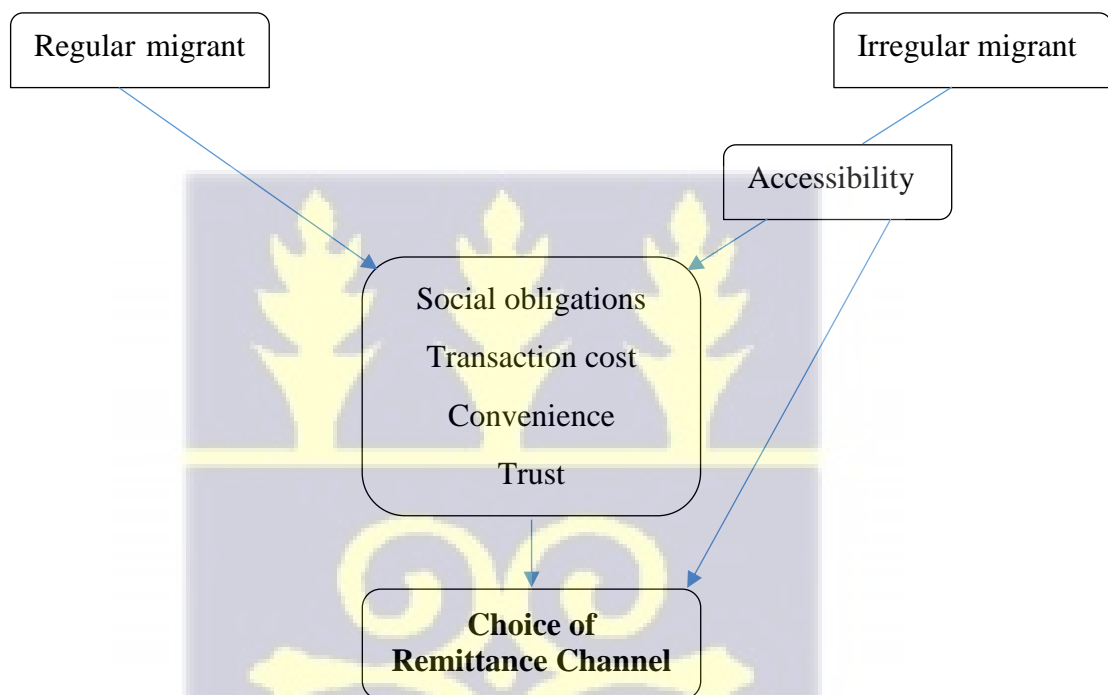 Regular migrant
Irregular migrant
Accessibility
Social obligations
Transaction cost
Convenience
Trust
Choice of
Remittance Channel